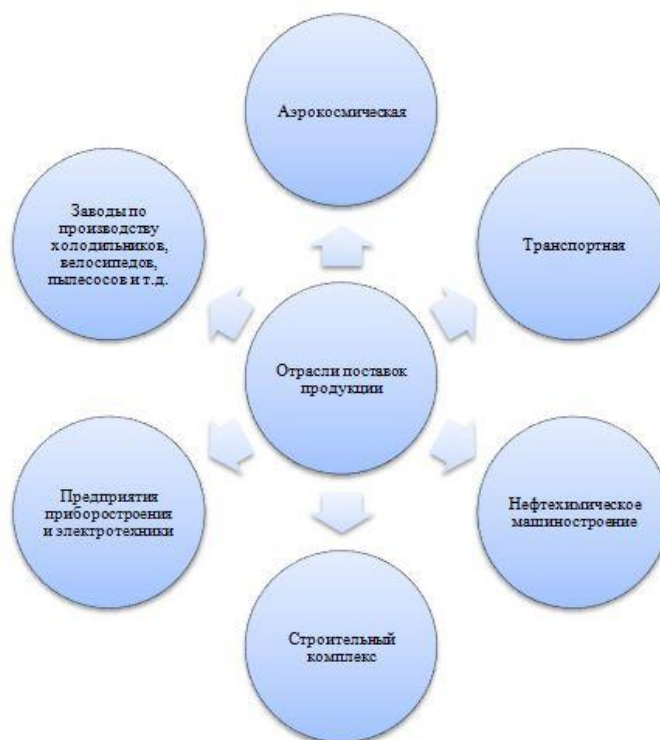 Аэрокосмическая
Заводы по
производству
холодильников,
велосипедов,
пылесосов и т.д.
Транспортная
Отрасли поставок
продукции
Предприятия
приборостроения
и электротехники
Нефтехимическое
машиностроение
Строительный
комплекс